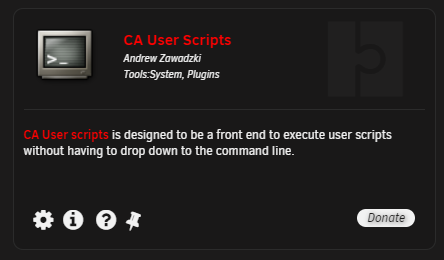 CA User Scripts
Andrew Zawadzki
Tools:System, Plugins
CA User scripts is designed to be a front end to execute user scripts
without having to drop down to the command line.
Donate